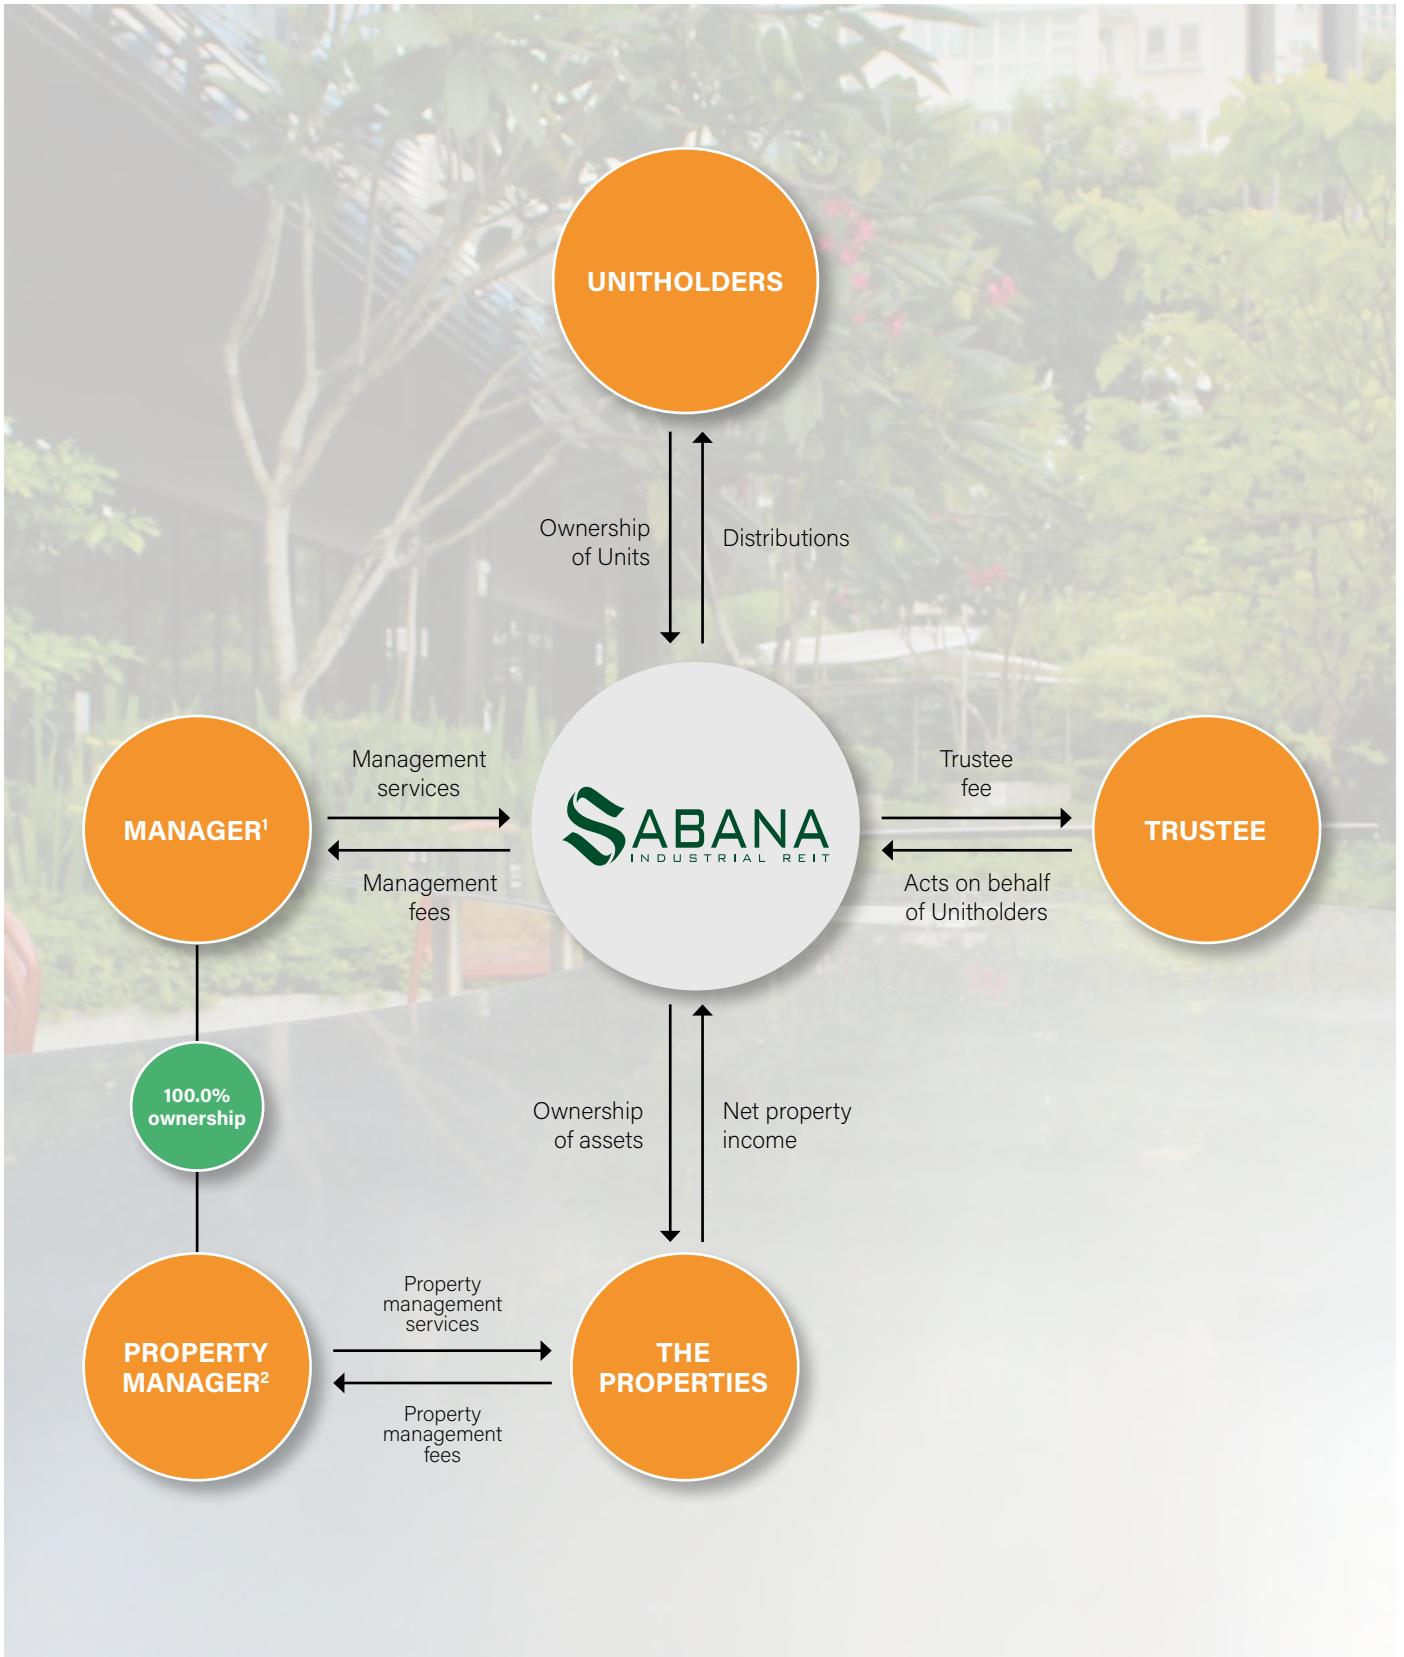 UNITHOLDERS
Ownership
of Units
Distributions
Management
services
MANAGER¹
Management
fees
SABANA
INDUSTRIAL REIT
Trustee
fee
TRUSTEE
Acts on behalf
of Unitholders
100.0%
ownership
Ownership
of assets
Net property
income
PROPERTY
MANAGER²
Property
management
services
Property
management
fees
THE
PROPERTIES